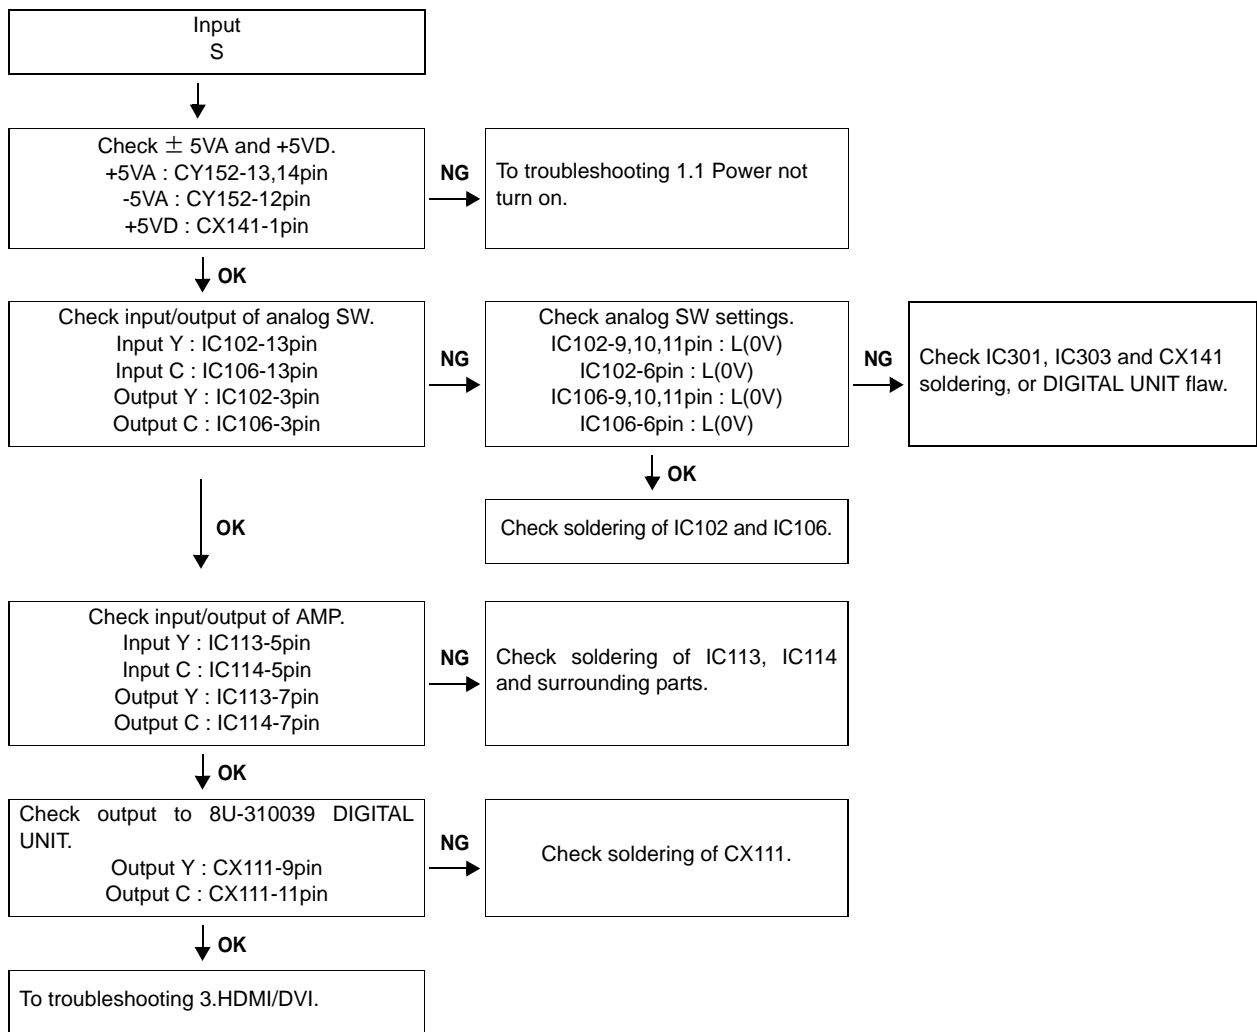 Input
S
Check ± 5VA and +5VD.
+5VA : CY152-13,14pin
-5VA : CY152-12pin
+5VD : CX141-1pin
NG
To troubleshooting 1.1 Power not
turn on.
OK
Check input/output of analog SW.
Input Y : IC102-13pin
Input C : IC106-13pin
Output Y : IC102-3pin
Output C : IC106-3pin
NG
Check analog SW settings.
IC102-9,10,11pin : L(0V)
IC102-6pin : L(0V)
IC106-9,10,11pin : L(0V)
IC106-6pin : L(0V)
NG
Check IC301, IC303 and CX141
soldering, or DIGITAL UNIT flaw.
OK
Check soldering of IC102 and IC106.
OK
Check input/output of AMP.
Input Y : IC113-5pin
Input C : IC114-5pin
Output Y : IC113-7pin
Output C : IC114-7pin
NG
Check soldering of IC113, IC114
and surrounding parts.
OK
Check output to 8U-310039 DIGITAL
UNIT.
Output Y : CX111-9pin
Output C : CX111-11pin
NG
Check soldering of CX111.
OK
To troubleshooting 3.HDMI/DVI.